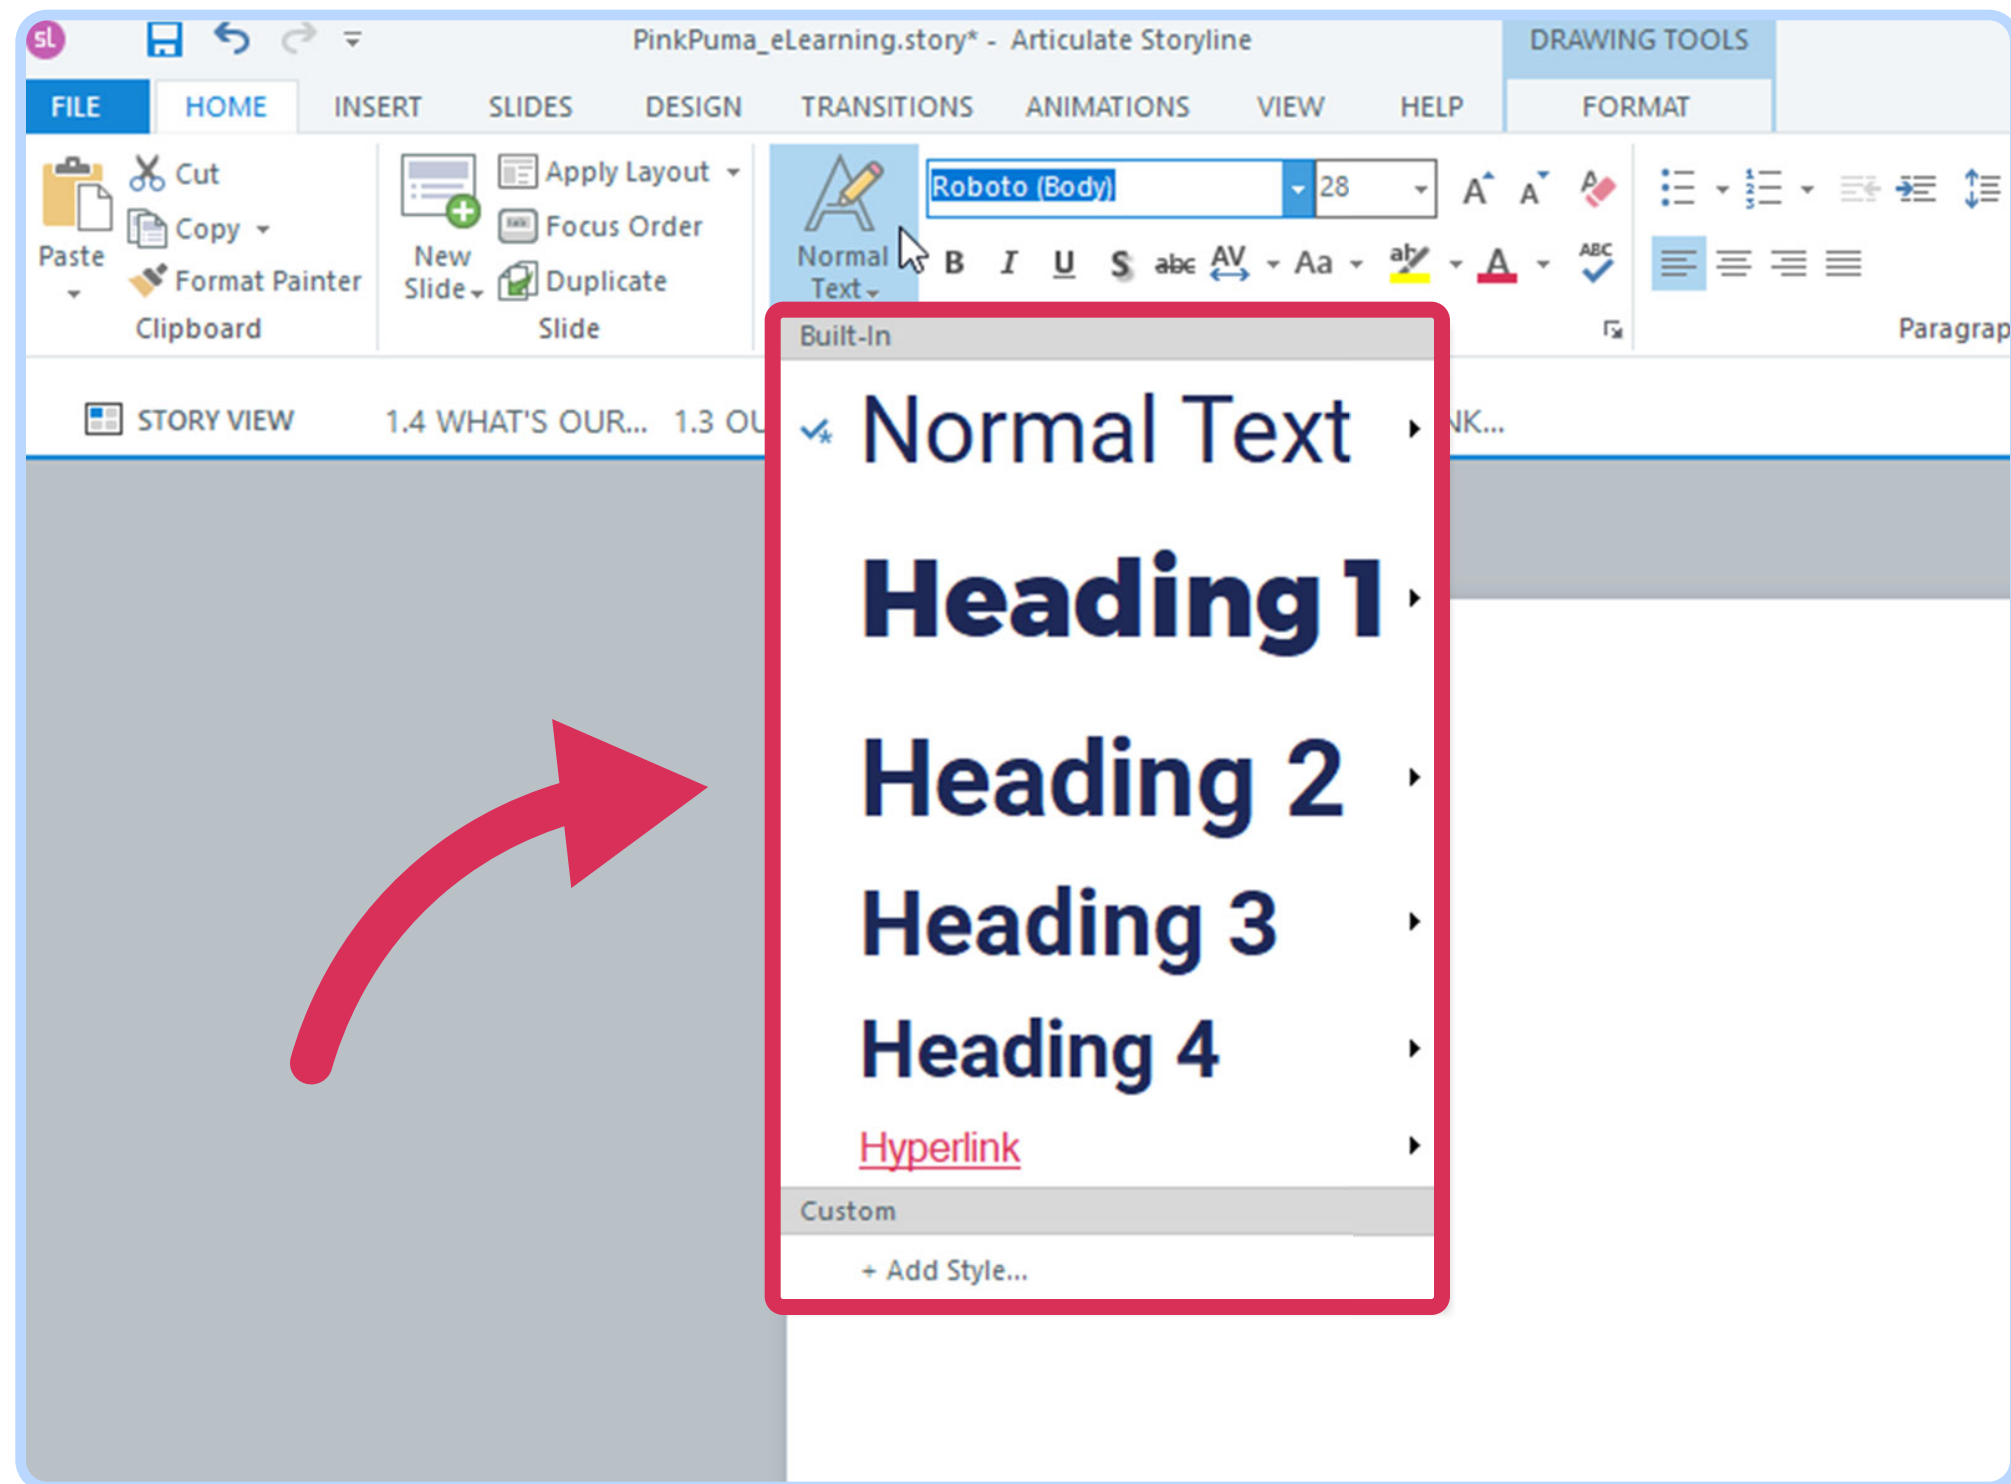 sL
PinkPuma_eLearning.story* - Articulate Storyline
DRAWING TOOLS
FILE HOME INSERT SLIDES DESIGN TRANSITIONS ANIMATIONS VIEW HELP FORMAT
Cut
Copy
Format Painter
Paste
Clipboard
New Slide
Apply Layout
Focus Order
Duplicate
Slide
Normal Text
Roboto (Body) 28
B I U S abc AV Aa ab A ABC
Paragrap
STORY VIEW 1.4 WHAT'S OUR... 1.3 OU NK...
Built-In
Normal Text
Heading 1
Heading 2
Heading 3
Heading 4
Hyperlink
Custom
+ Add Style...